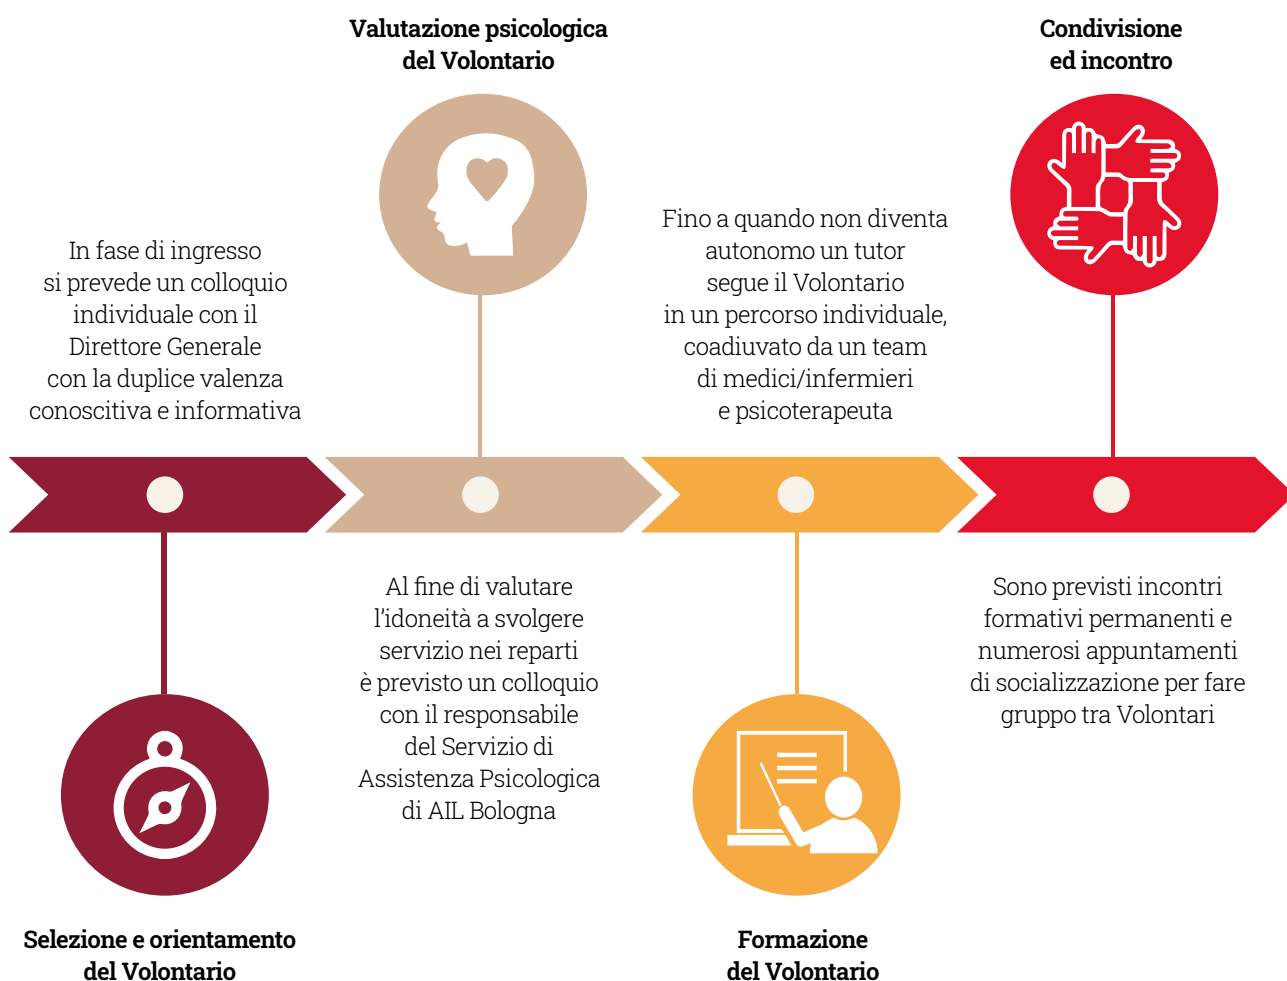 Valutazione psicologica
del Volontario
Condivisione
ed incontro
In fase di ingresso
si prevede un colloquio
individuale con il
Direttore Generale
con la duplice valenza
conoscitiva e informativa
Fino a quando non diventa
autonomo un tutor
segue il Volontario
in un percorso individuale,
coadiuvato da un team
di medici/infermieri
e psicoterapeuta
Al fine di valutare
l'idoneità a svolgere
servizio nei reparti
è previsto un colloquio
con il responsabile
del Servizio di
Assistenza Psicologica
di AIL Bologna
Sono previsti incontri
formativi permanenti e
numerosi appuntamenti
di socializzazione per fare
gruppo tra Volontari
Selezione e orientamento
del Volontario
Formazione
del Volontario